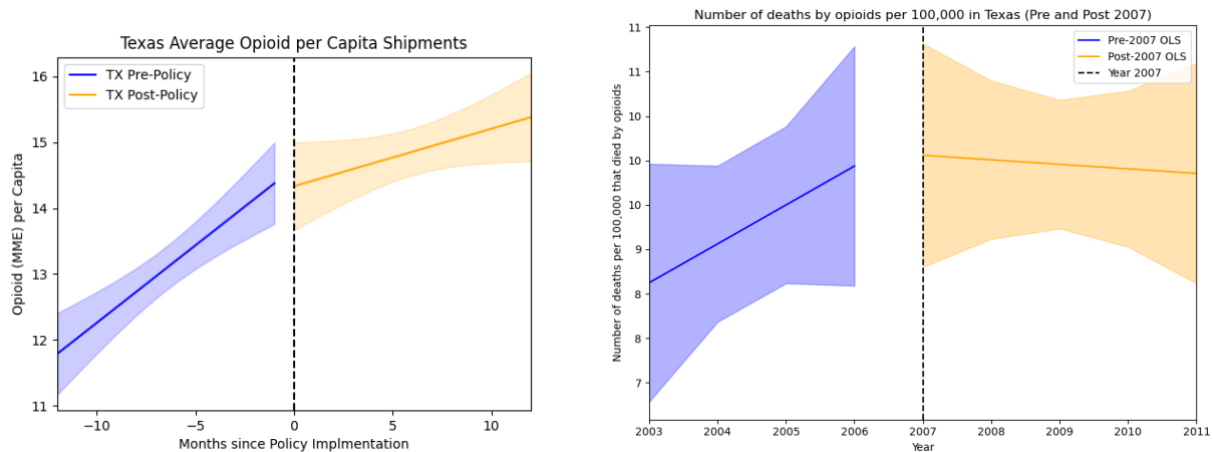 Texas Average Opioid per Capita Shipments
TX Pre-Policy
TX Post-Policy
Opioid (MME) per Capita
16
15
14
13
12
11
−10
−5
0
5
10
Months since Policy Implmentation
Number of deaths by opioids per 100,000 in Texas (Pre and Post 2007)
Pre-2007 OLS
Post-2007 OLS
Year 2007
Number of deaths per 100,000 that died by opioids
11
11
10
10
10
9
8
8
7
2003
2004
2005
2006
2007
2008
2009
2010
2011
Year